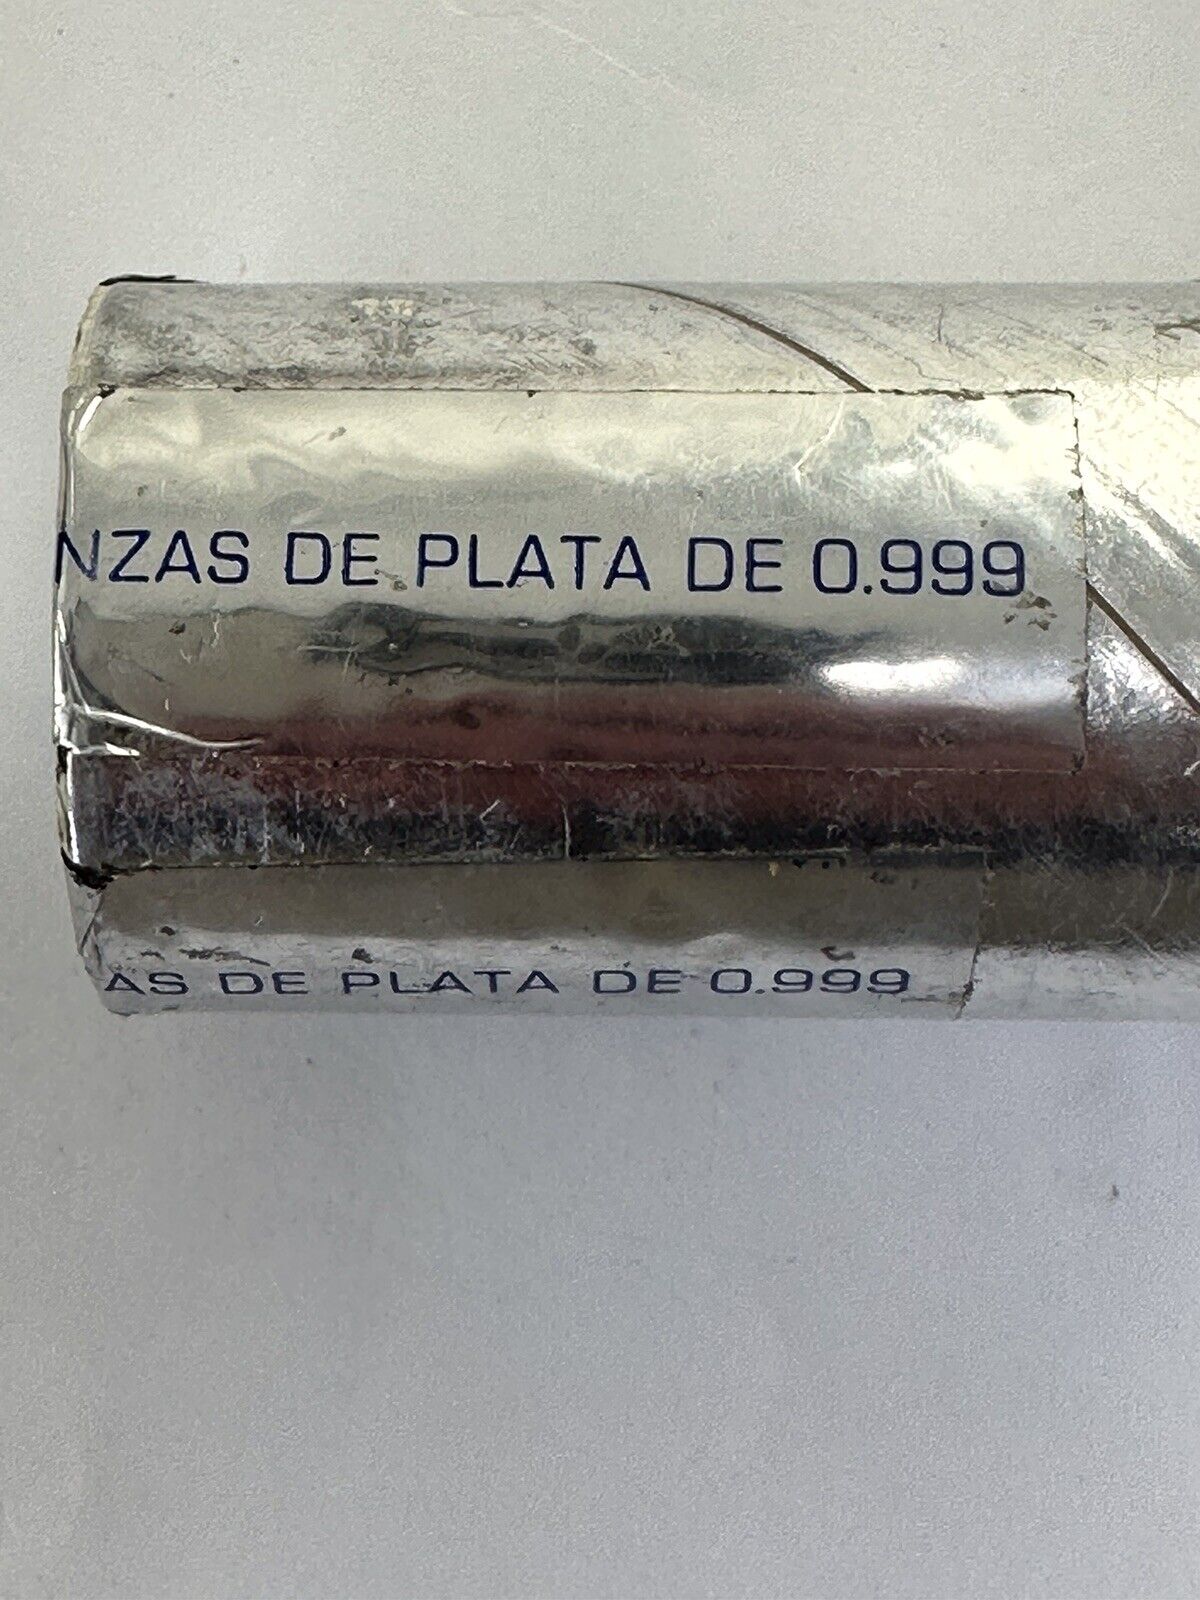 NZAS DE PLATA DE 0.999
AS DE PLATA DE 0.999